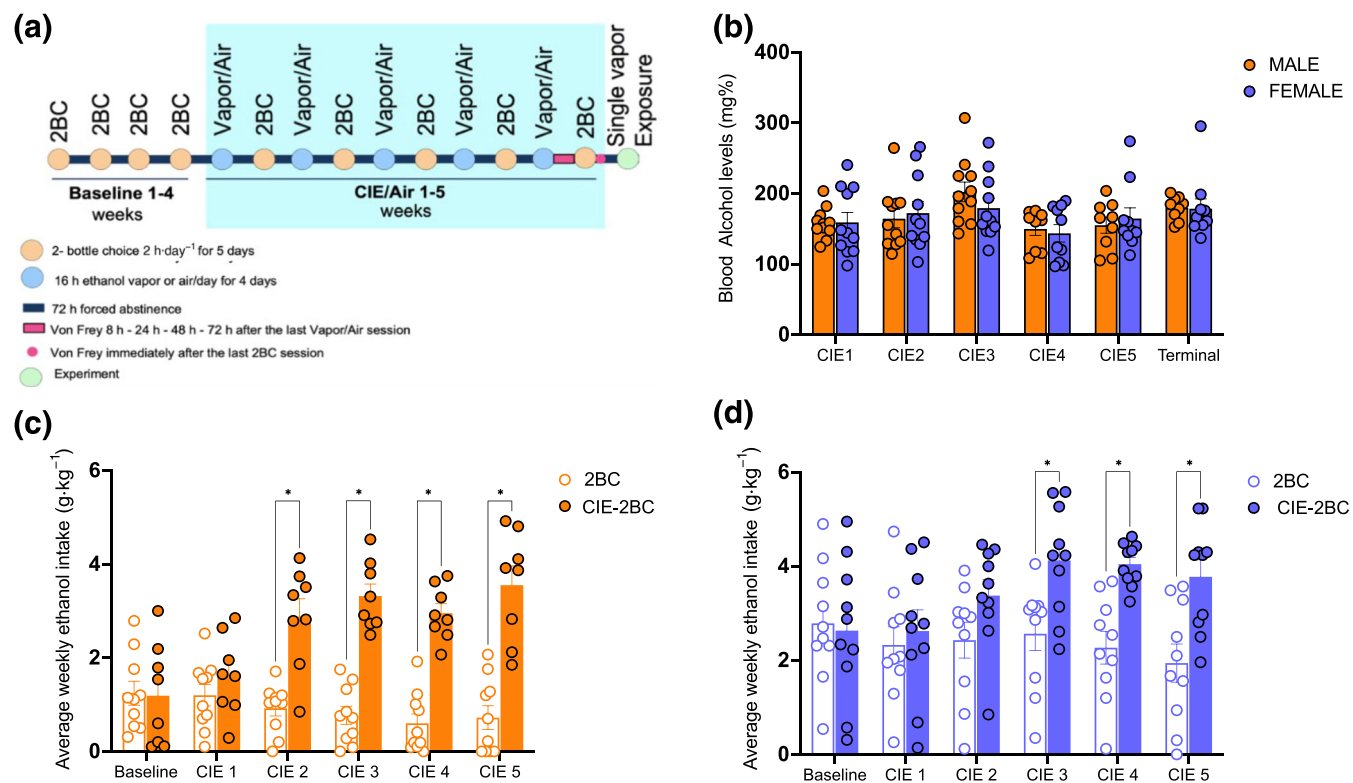 (a)
2BC
2BC
2BC
2BC
Vapor/Air
2BC
Vapor/Air
2BC
Vapor/Air
2BC
Vapor/Air
2BC
Vapor/Air
2BC
Single vapor
Exposure
Baseline 1-4
weeks
CIE/Air 1-5
weeks
2- bottle choice 2 h·day⁻¹ for 5 days
16 h ethanol vapor or air/day for 4 days
72 h forced abstinence
Von Frey 8 h - 24 h - 48 h - 72 h after the last Vapor/Air session
Von Frey immediately after the last 2BC session
Experiment
(b)
Blood Alcohol levels (mg%)
400
300
200
100
0
CIE1 CIE2 CIE3 CIE4 CIE5 Terminal
MALE
FEMALE
(c)
Average weekly ethanol intake (g·kg⁻¹)
6
4
2
0
* * * *
Baseline CIE 1 CIE 2 CIE 3 CIE 4 CIE 5
2BC
CIE-2BC
(d)
Average weekly ethanol intake (g·kg⁻¹)
6
4
2
0
* * *
Baseline CIE 1 CIE 2 CIE 3 CIE 4 CIE 5
2BC
CIE-2BC